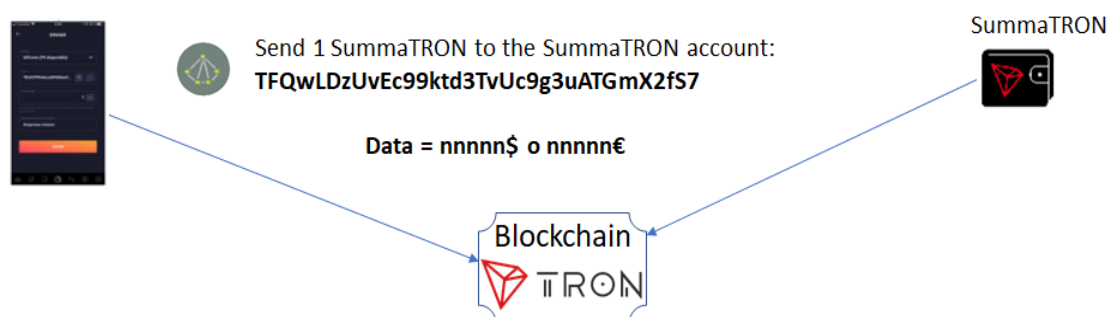 SummaTRON
Send 1 SummaTRON to the SummaTRON account:
TFQwLDzUvEc99ktd3TvUc9g3uATGmX2fS7
Data = nnnnn$ o nnnnn€
Blockchain
TRON